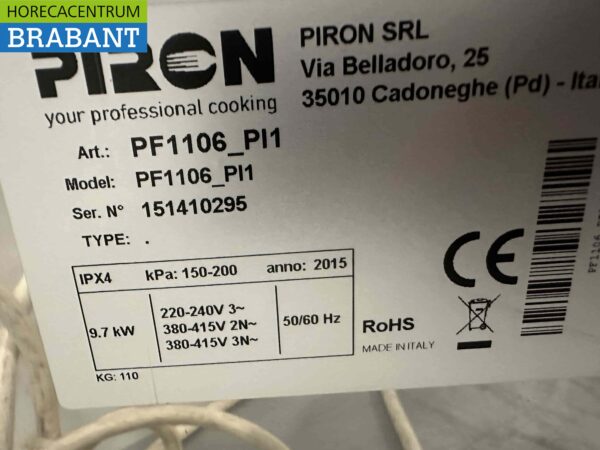 HORECACENTRUM
BRABANT
PIRON
your professional cooking
PIRON SRL
Via Belladoro, 25
35010 Cadoneghe (Pd) - Ita
Art.: PF1106_PI1
Model: PF1106_PI1
Ser. N° 151410295
TYPE: .
IPX4 kPa: 150-200 anno: 2015
9.7 kW
220-240V 3~
380-415V 2N~
380-415V 3N~
50/60 Hz
KG: 110
CE
RoHS
MADE IN ITALY